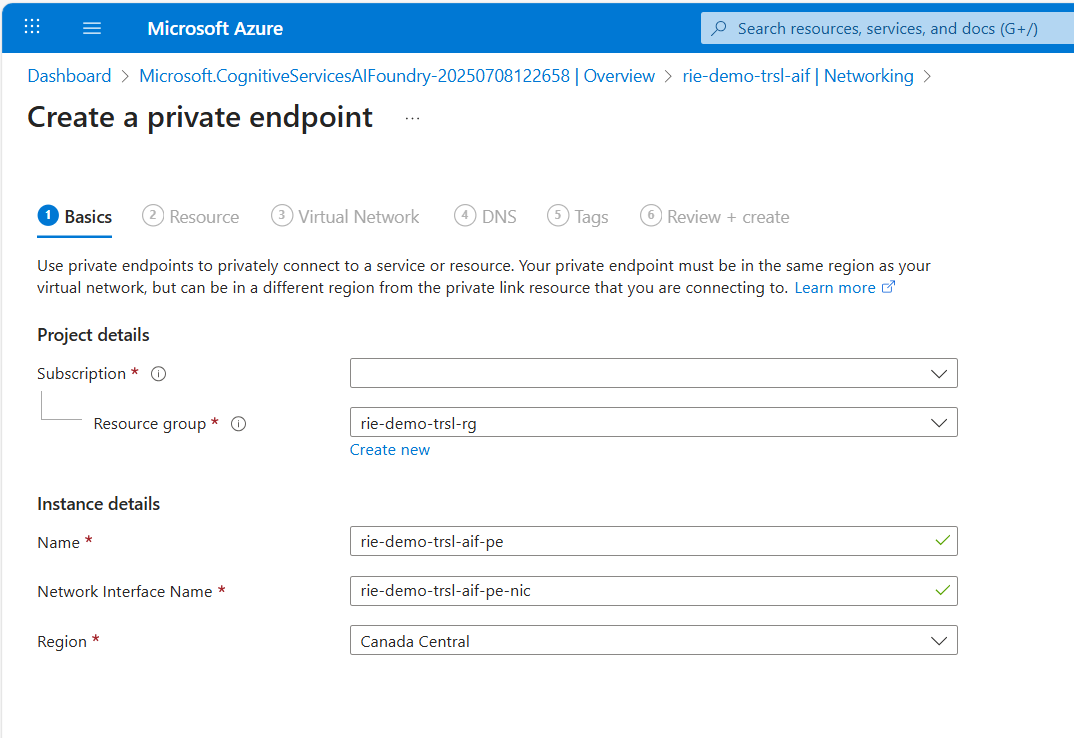 Microsoft Azure
Search resources, services, and docs (G+/)
Dashboard > Microsoft.CognitiveServicesAIFoundry-20250708122658 | Overview > rie-demo-trsl-aif | Networking >
Create a private endpoint ...
1 Basics 2 Resource 3 Virtual Network 4 DNS 5 Tags 6 Review + create
Use private endpoints to privately connect to a service or resource. Your private endpoint must be in the same region as your
virtual network, but can be in a different region from the private link resource that you are connecting to. Learn more
Project details
Subscription *
Resource group * rie-demo-trsl-rg
Create new
Instance details
Name * rie-demo-trsl-aif-pe
Network Interface Name * rie-demo-trsl-aif-pe-nic
Region * Canada Central